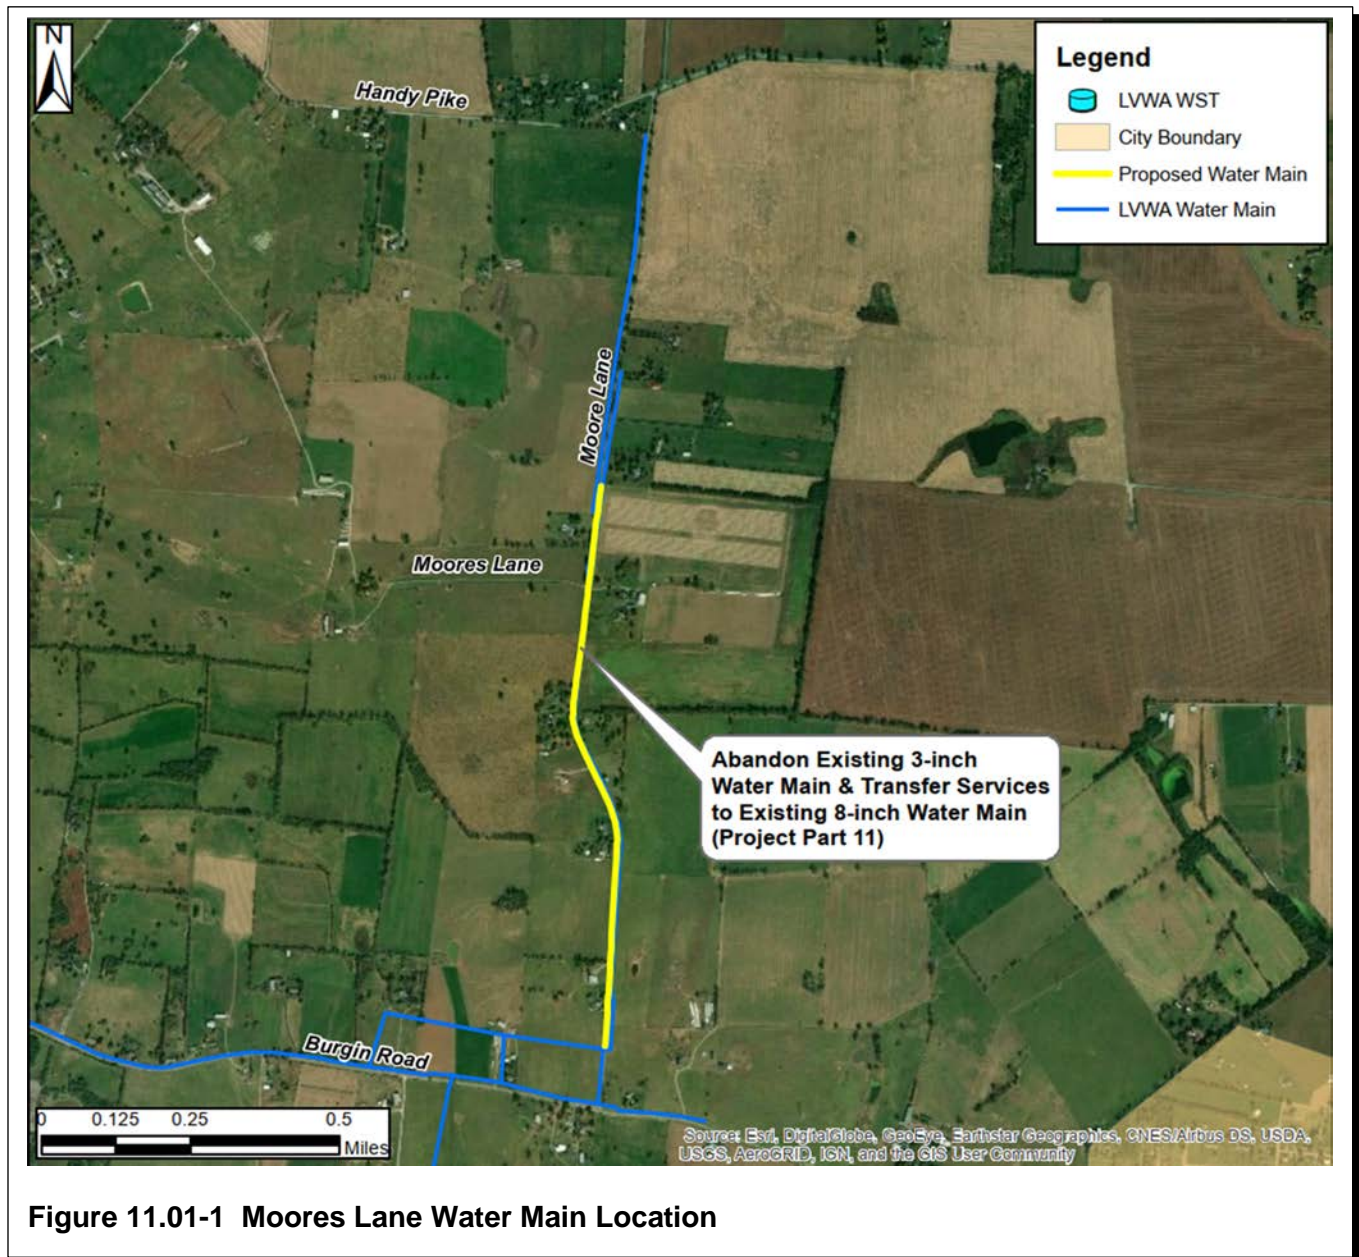 N
Handy Pike
Legend
LVWA WST
City Boundary
Proposed Water Main
LVWA Water Main
Moore Lane
Moores Lane
Abandon Existing 3-inch
Water Main & Transfer Services
to Existing 8-inch Water Main
(Project Part 11)
Burgin Road
0 0.125 0.25 0.5
Miles
Source: Esri, DigitalGlobe, GeoEye, Earthstar Geographics, CNES/Airbus DS, USDA,
USGS, AeroGRID, IGN, and the GIS User Community
Figure 11.01-1 Moores Lane Water Main Location